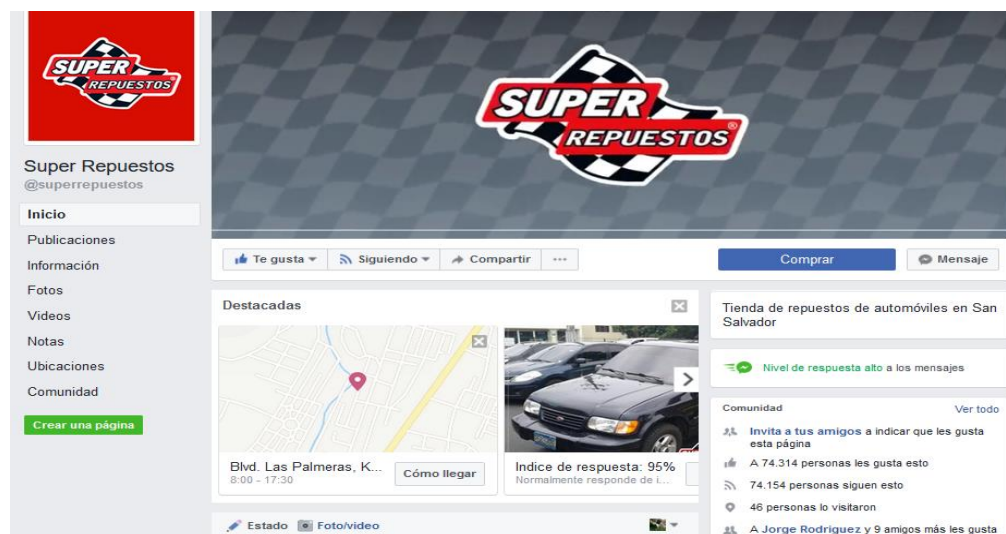 SUPER
REPUESTOS
SUPER
REPUESTOS®
Super Repuestos
@superrepuestos
Inicio
Publicaciones
Información
Fotos
Videos
Notas
Ubicaciones
Comunidad
Crear una página
Te gusta
Siguiendo
Compartir
...
Comprar
Mensaje
Destacadas
Blvd. Las Palmeras, K...
8:00 - 17:30
Cómo llegar
Indice de respuesta: 95%
Normalmente responde de i...
Estado
Foto/video
Tienda de repuestos de automóviles en San
Salvador
Nivel de respuesta alto a los mensajes
Comunidad
Ver todo
Invita a tus amigos a indicar que les gusta
esta página
A 74.314 personas les gusta esto
74.154 personas siguen esto
46 personas lo visitaron
A Jorge Rodriguez y 9 amigos más les gusta